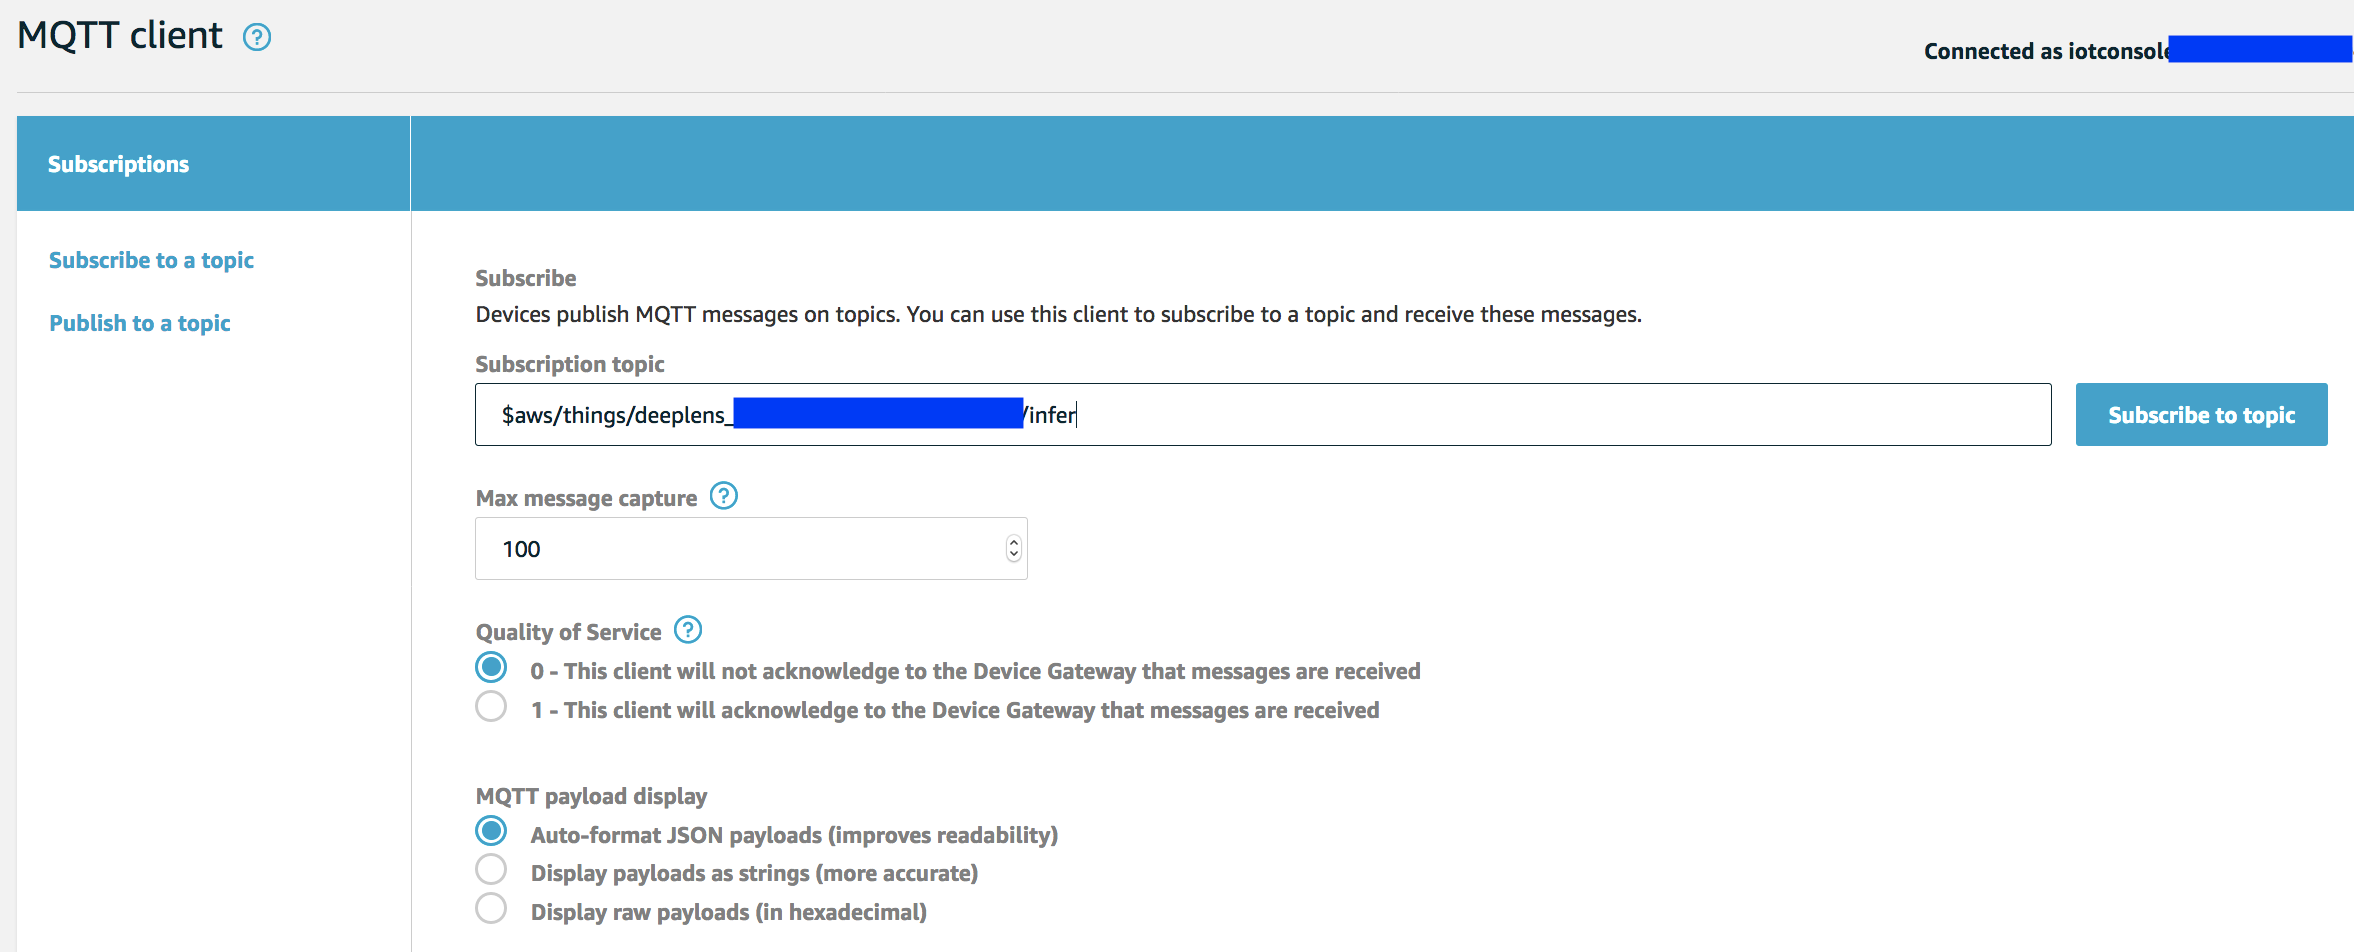 MQTT client ?
Connected as iotconsole
Subscriptions
Subscribe to a topic
Publish to a topic
Subscribe
Devices publish MQTT messages on topics. You can use this client to subscribe to a topic and receive these messages.
Subscription topic
$aws/things/deeplens_ /infer
Subscribe to topic
Max message capture ?
100
Quality of Service ?
0 - This client will not acknowledge to the Device Gateway that messages are received
1 - This client will acknowledge to the Device Gateway that messages are received
MQTT payload display
Auto-format JSON payloads (improves readability)
Display payloads as strings (more accurate)
Display raw payloads (in hexadecimal)